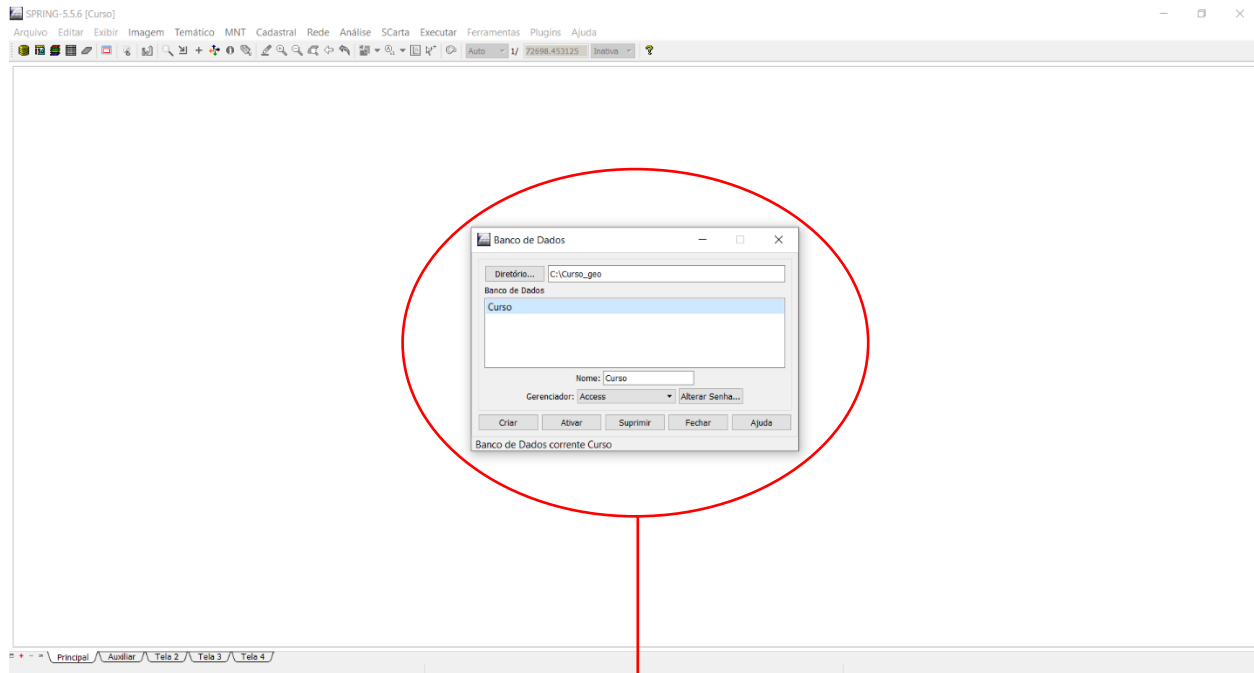 SPRING-5.5.6 [Curso]
Arquivo Editar Exibir Imagem Temático MNT Cadastral Rede Análise SCarta Executar Ferramentas Plugins Ajuda
Auto 1/ 72698.453125 Inativa
Banco de Dados
Diretório... C:\Curso_geo
Banco de Dados
Curso
Nome: Curso
Gerenciador: Access Alterar Senha...
Criar Ativar Suprimir Fechar Ajuda
Banco de Dados corrente Curso
Principal Auxiliar Tela 2 Tela 3 Tela 4